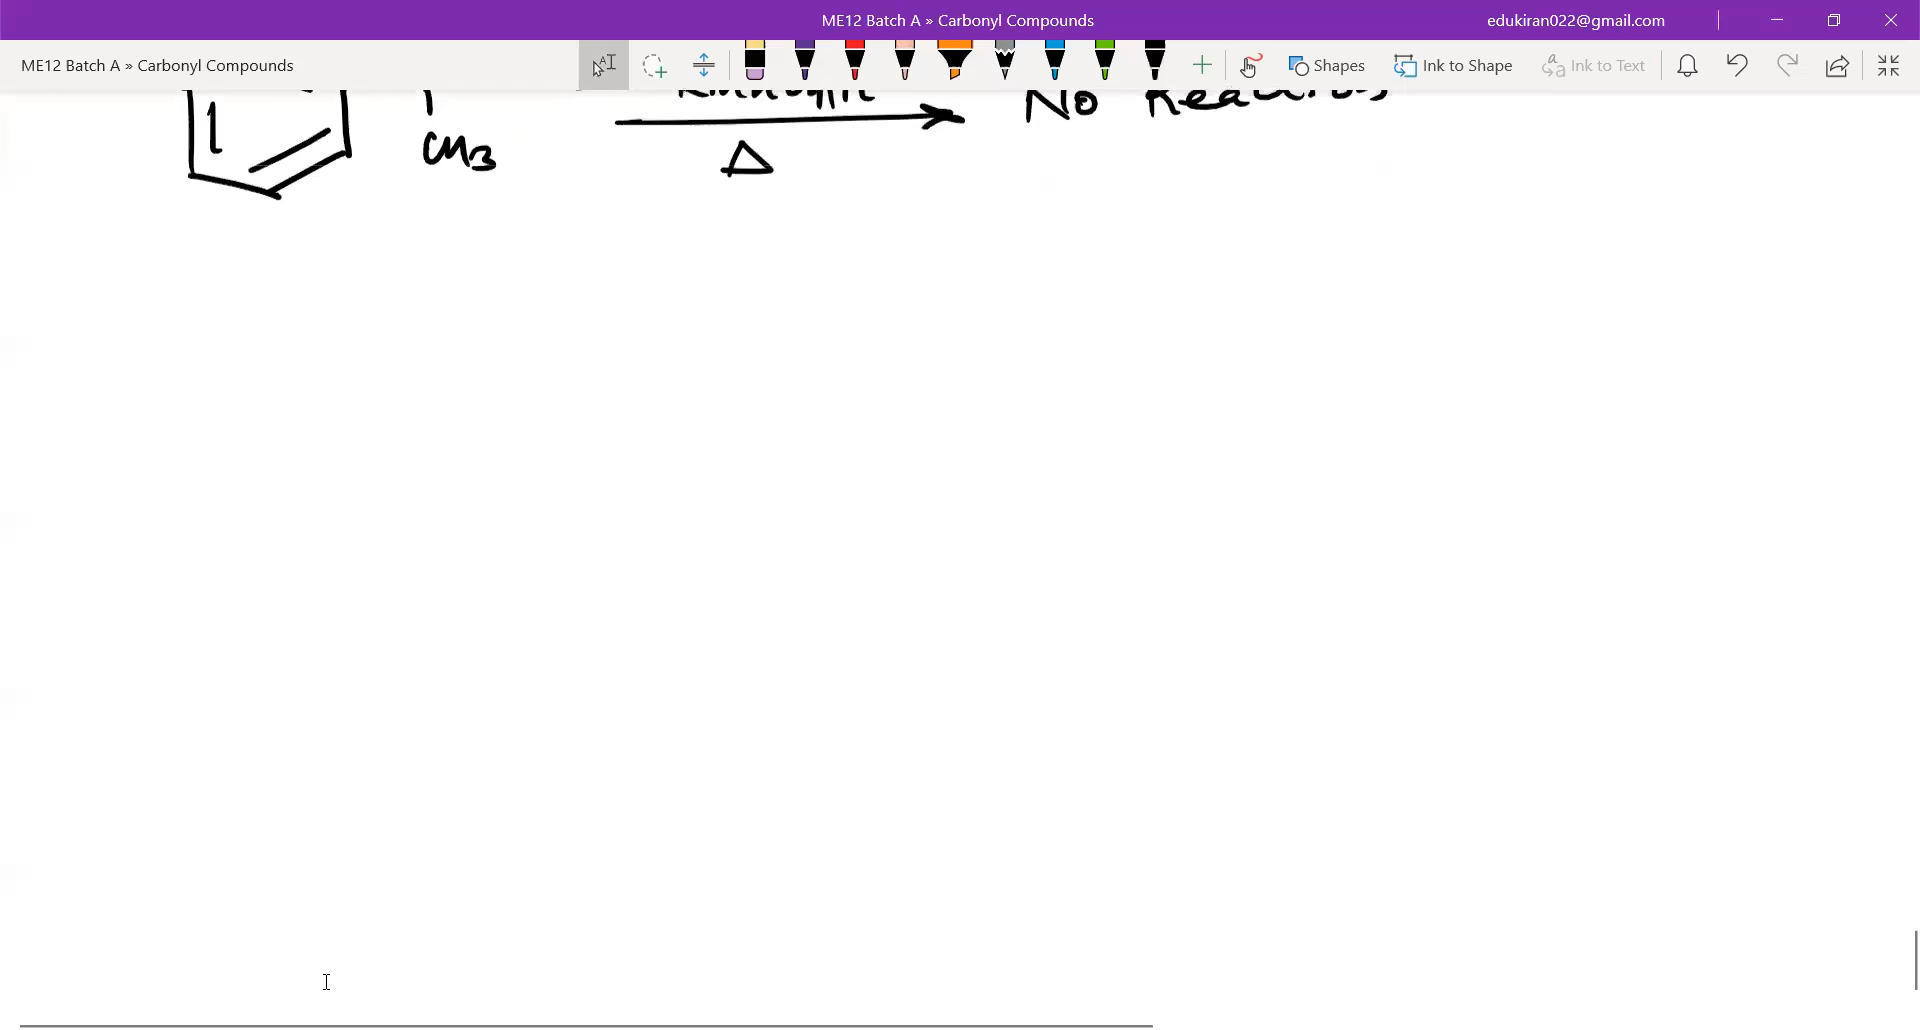 ME12 Batch A » Carbonyl Compounds
edukiran022@gmail.com
ME12 Batch A » Carbonyl Compounds
Shapes
Ink to Shape
Ink to Text
No Reaction
CH3
Δ